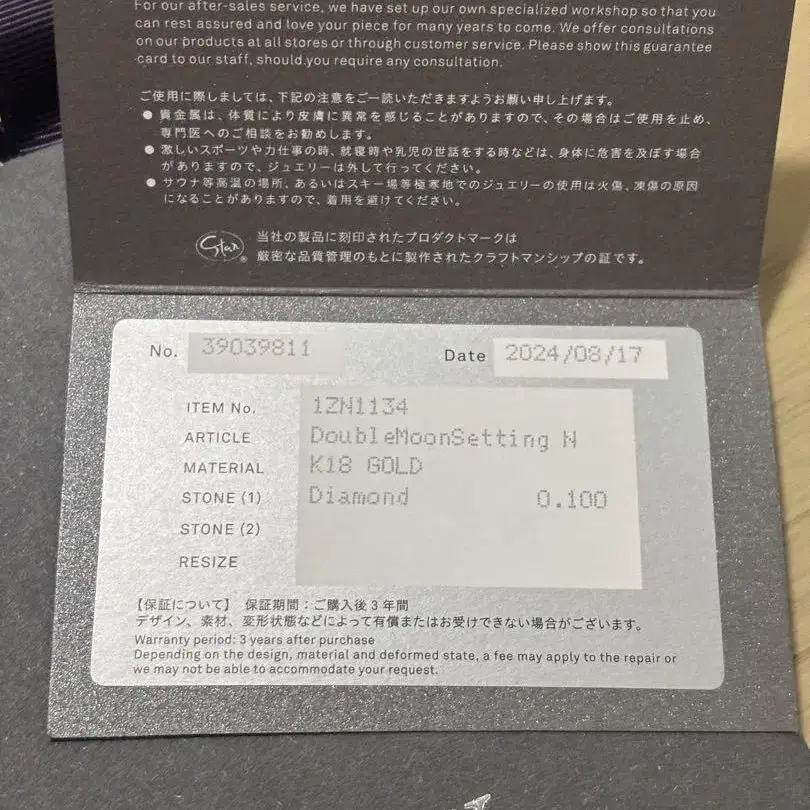 For our after-sales service, we have set up our own specialized workshop so that you
can rest assured and love your piece for many years to come. We offer consultations
on our products at all stores or through customer service. Please show this guarantee
card to our staff, should you require any consultation.
ご使用に際しましては、下記の注意をご一読いただきますようお願い申し上げます。
● 貴金属は、体質により皮膚に異常を感じることがありますので、その場合はご使用を止め、
専門医へのご相談をお勧めします。
● 激しいスポーツや力仕事の時、就寝時や乳児の世話をする時などは、身体に危害を及ぼす場合
がありますので、ジュエリーは外して行ってください。
● サウナ等高温の場所、あるいはスキー場等極寒地でのジュエリーの使用は火傷、凍傷の原因
になることがありますので、着用を避けてください。
Star ® 当社の製品に刻印されたプロダクトマークは
厳密な品質管理のもとに製作されたクラフトマンシップの証です。
No. 39039811 Date 2024/08/17
ITEM No. 1ZN1134
ARTICLE DoubleMoonSetting N
MATERIAL K18 GOLD
STONE (1) Diamond 0.100
STONE (2)
RESIZE
【保証について】 保証期間：ご購入後3年間
デザイン、素材、変形状態などによって有償またはお受けできない場合がございます。
Warranty period: 3 years after purchase
Depending on the design, material and deformed state, a fee may apply to the repair or
we may not be able to accommodate your request.